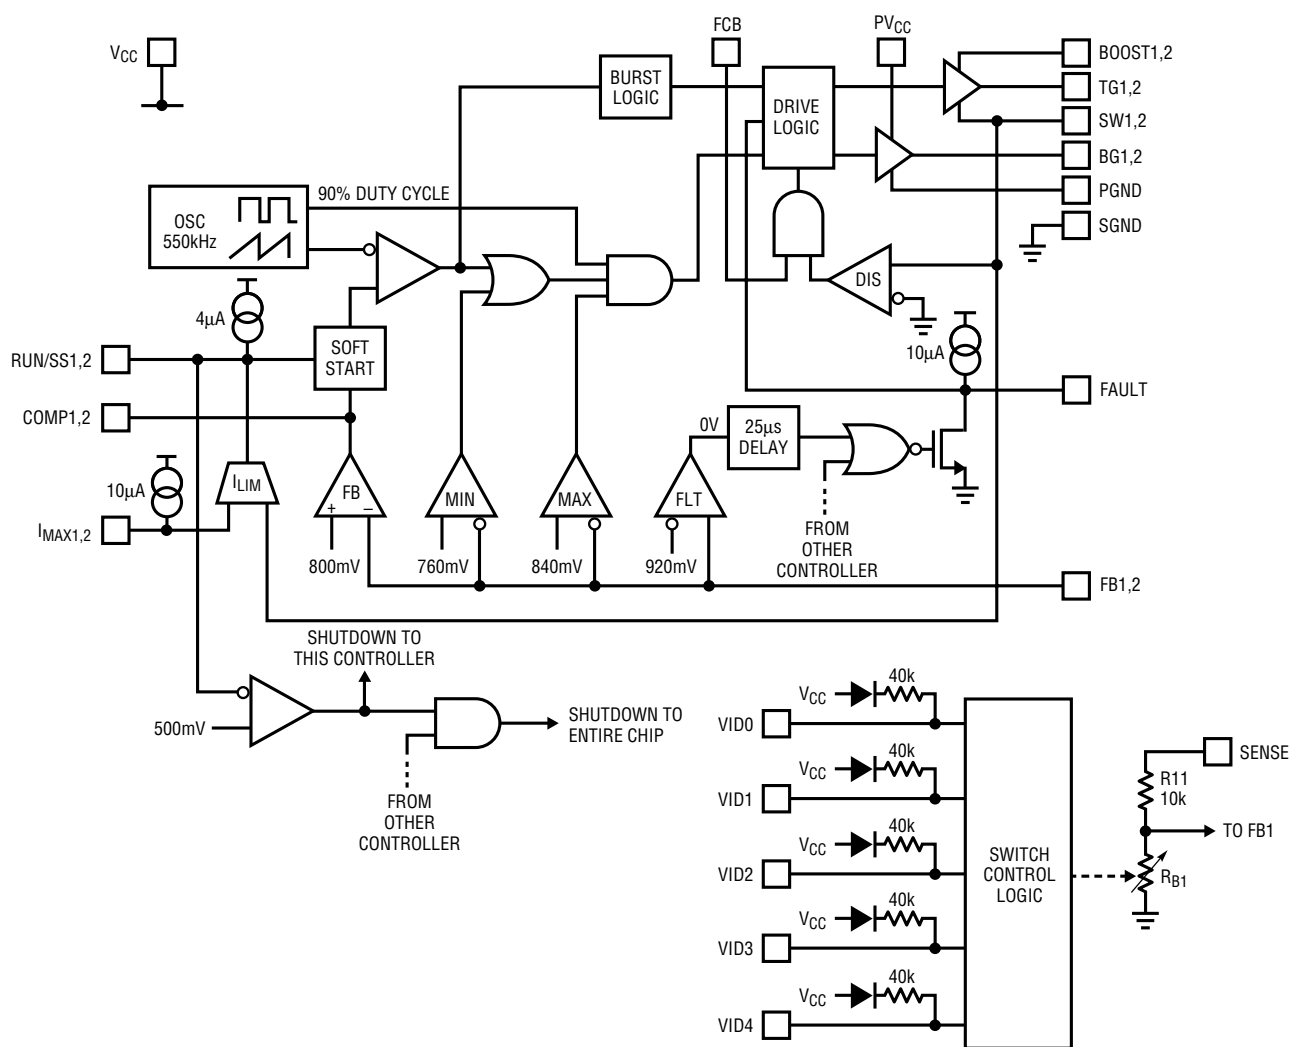 FCB
PVCC
VCC
BOOST1,2
BURST
LOGIC
TG1,2
DRIVE
LOGIC
SW1,2
BG1,2
90% DUTY CYCLE
PGND
OSC
550kHz
SGND
DIS
4µA
10µA
RUN/SS1,2
SOFT
START
FAULT
COMP1,2
0V
25µs
DELAY
10µA
ILIM
FB
+ –
MIN
MAX
FLT
IMAX1,2
FROM
OTHER
CONTROLLER
800mV
760mV
840mV
920mV
FB1,2
SHUTDOWN TO
THIS CONTROLLER
500mV
SHUTDOWN TO
ENTIRE CHIP
FROM
OTHER
CONTROLLER
40k
VCC
VID0
40k
VCC
VID1
40k
VCC
VID2
40k
VCC
VID3
40k
VCC
VID4
SWITCH
CONTROL
LOGIC
SENSE
R11
10k
TO FB1
RB1